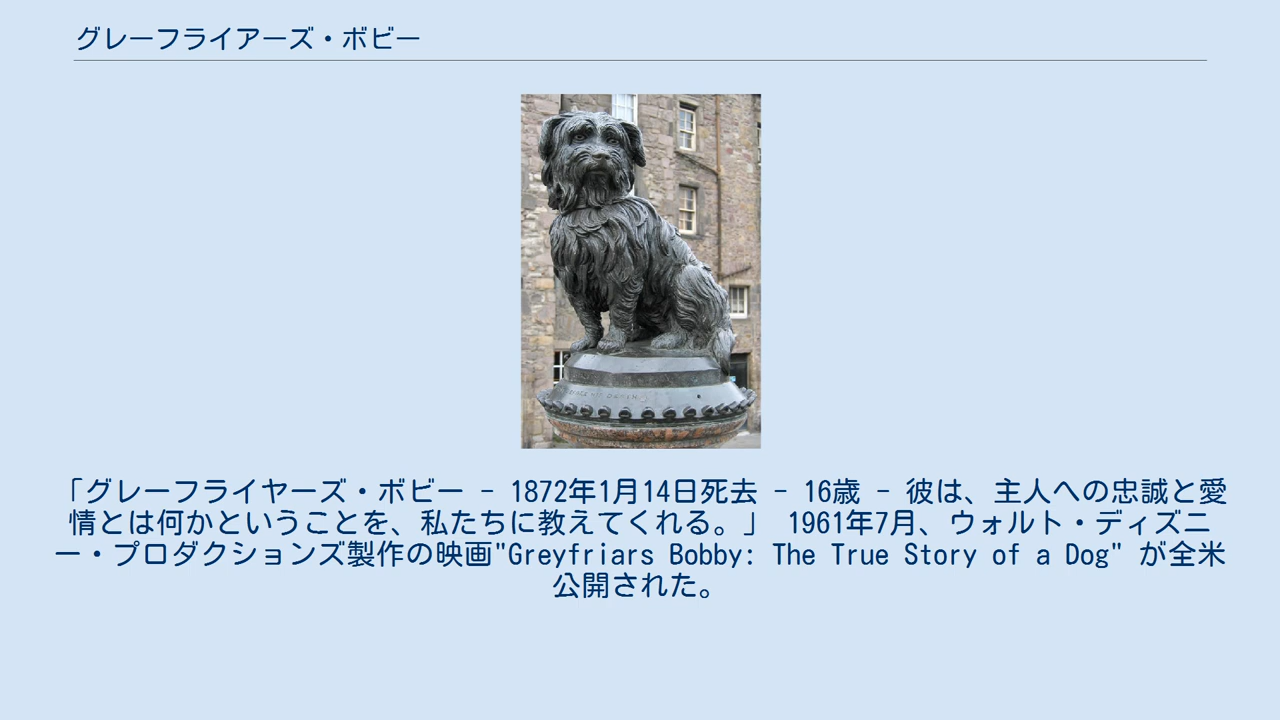 グレーフライアーズ・ボビー
「グレーフライヤーズ・ボビー - 1872年1月14日死去 - 16歳 - 彼は、主人への忠誠と愛
情とは何かということを、私たちに教えてくれる。」 1961年7月、ウォルト・ディズニ
ー・プロダクションズ製作の映画"Greyfriars Bobby: The True Story of a Dog" が全米
公開された。